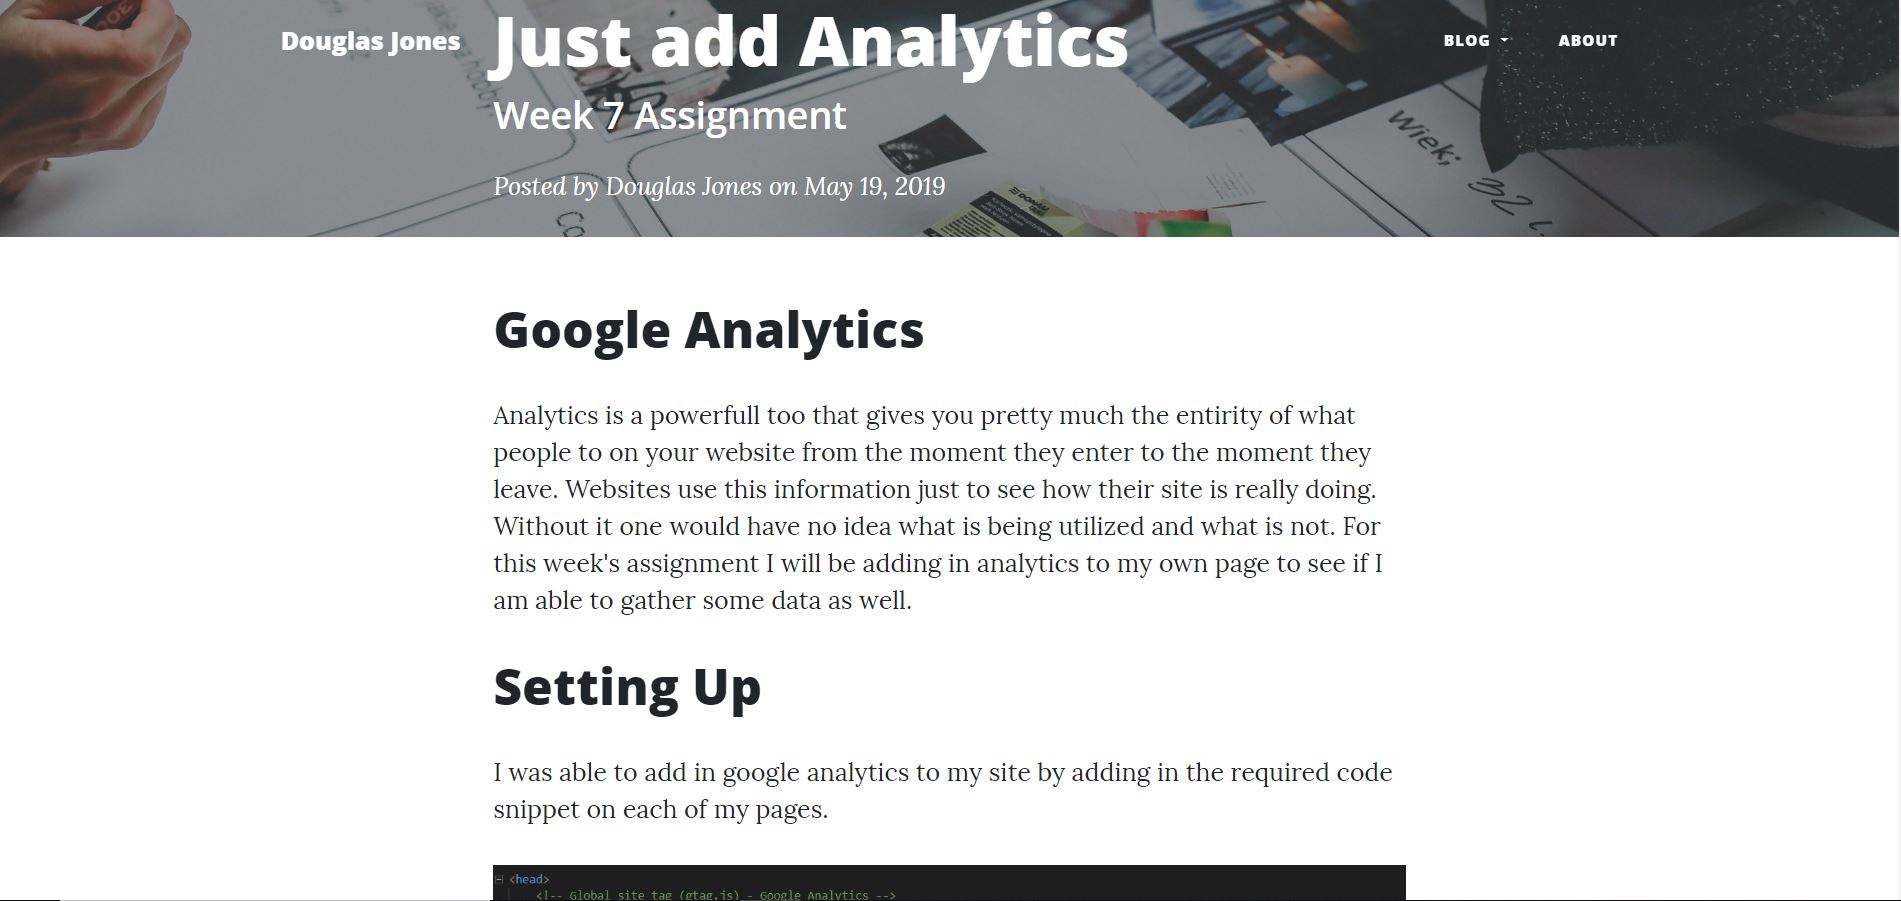 Douglas Jones
Just add Analytics
BLOG
ABOUT
Week 7 Assignment
Posted by Douglas Jones on May 19, 2019
Wiek:
32 l.
Co
hobby
DONAU
Google Analytics
Analytics is a powerfull too that gives you pretty much the entirity of what
people to on your website from the moment they enter to the moment they
leave. Websites use this information just to see how their site is really doing.
Without it one would have no idea what is being utilized and what is not. For
this week's assignment I will be adding in analytics to my own page to see if I
am able to gather some data as well.
Setting Up
I was able to add in google analytics to my site by adding in the required code
snippet on each of my pages.
<head>
<!-- Global site tag (gtag.js) - Google Analytics -->